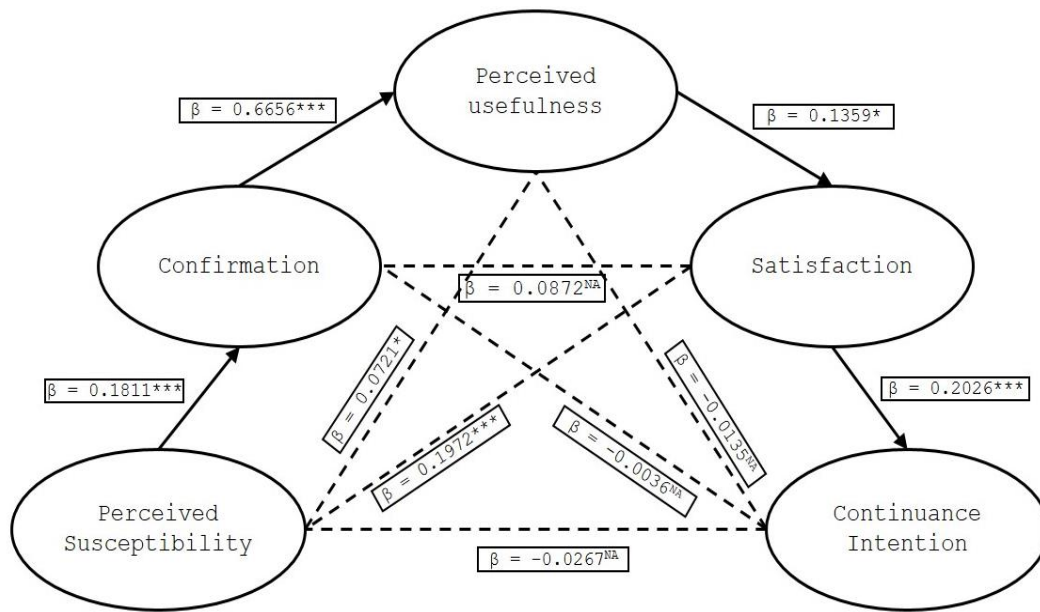 Perceived
usefulness
β = 0.6656***
β = 0.1359*
Confirmation
Satisfaction
β = 0.0872ᴺᴬ
β = 0.0721*
β = -0.0135ᴺᴬ
β = 0.1811***
β = 0.2026***
β = 0.1972***
β = -0.0036ᴺᴬ
Perceived
Susceptibility
Continuance
Intention
β = -0.0267ᴺᴬ